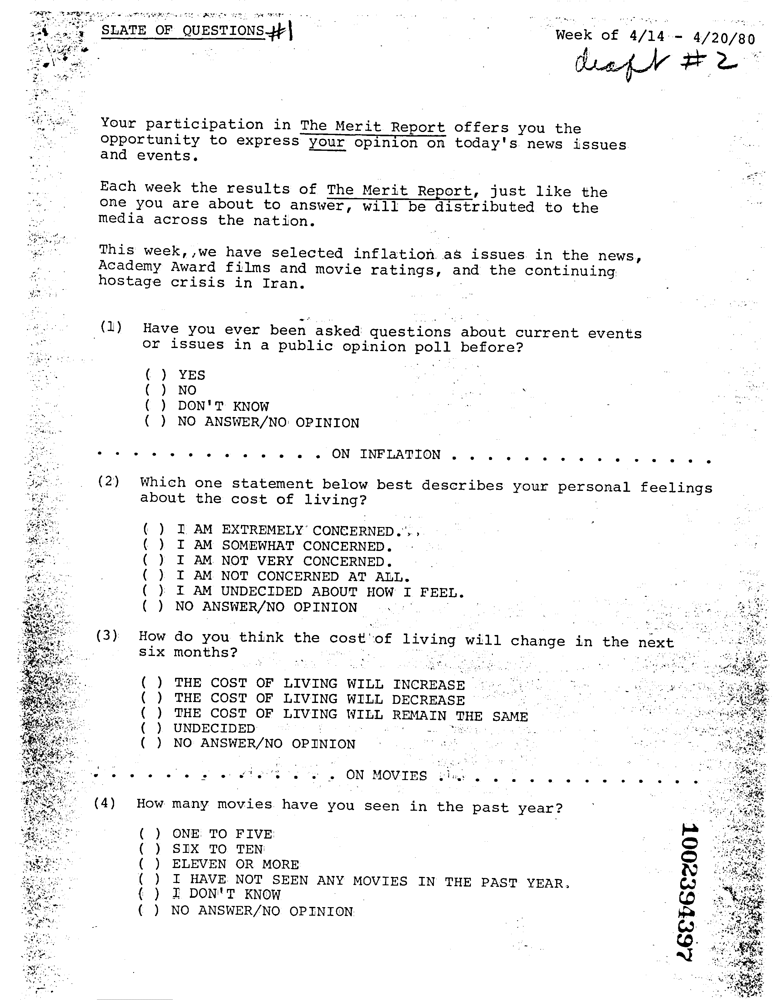 SLATE OF QUESTIONS #1
Week of 4/14 - 4/20/80
draft # 2
Your participation in The Merit Report offers you the
opportunity to express your opinion on today's news issues
and events.
Each week the results of The Merit Report, just like the
one you are about to answer, will be distributed to the
media across the nation.
This week, we have selected inflation as issues in the news,
Academy Award films and movie ratings, and the continuing
hostage crisis in Iran.
(1) Have you ever been asked questions about current events
or issues in a public opinion poll before?
( ) YES
( ) NO
( ) DON'T KNOW
( ) NO ANSWER/NO OPINION
. . . . . . . . . . . . . ON INFLATION . . . . . . . . . . . . . . .
(2) Which one statement below best describes your personal feelings
about the cost of living?
( ) I AM EXTREMELY CONCERNED.
( ) I AM SOMEWHAT CONCERNED.
( ) I AM NOT VERY CONCERNED.
( ) I AM NOT CONCERNED AT ALL.
( ) I AM UNDECIDED ABOUT HOW I FEEL.
( ) NO ANSWER/NO OPINION
(3) How do you think the cost of living will change in the next
six months?
( ) THE COST OF LIVING WILL INCREASE
( ) THE COST OF LIVING WILL DECREASE
( ) THE COST OF LIVING WILL REMAIN THE SAME
( ) UNDECIDED
( ) NO ANSWER/NO OPINION
. . . . . . . . . . . . . . ON MOVIES . . . . . . . . . . . . . . .
(4) How many movies have you seen in the past year?
( ) ONE TO FIVE
( ) SIX TO TEN
( ) ELEVEN OR MORE
( ) I HAVE NOT SEEN ANY MOVIES IN THE PAST YEAR.
( ) I DON'T KNOW
( ) NO ANSWER/NO OPINION
1002394397